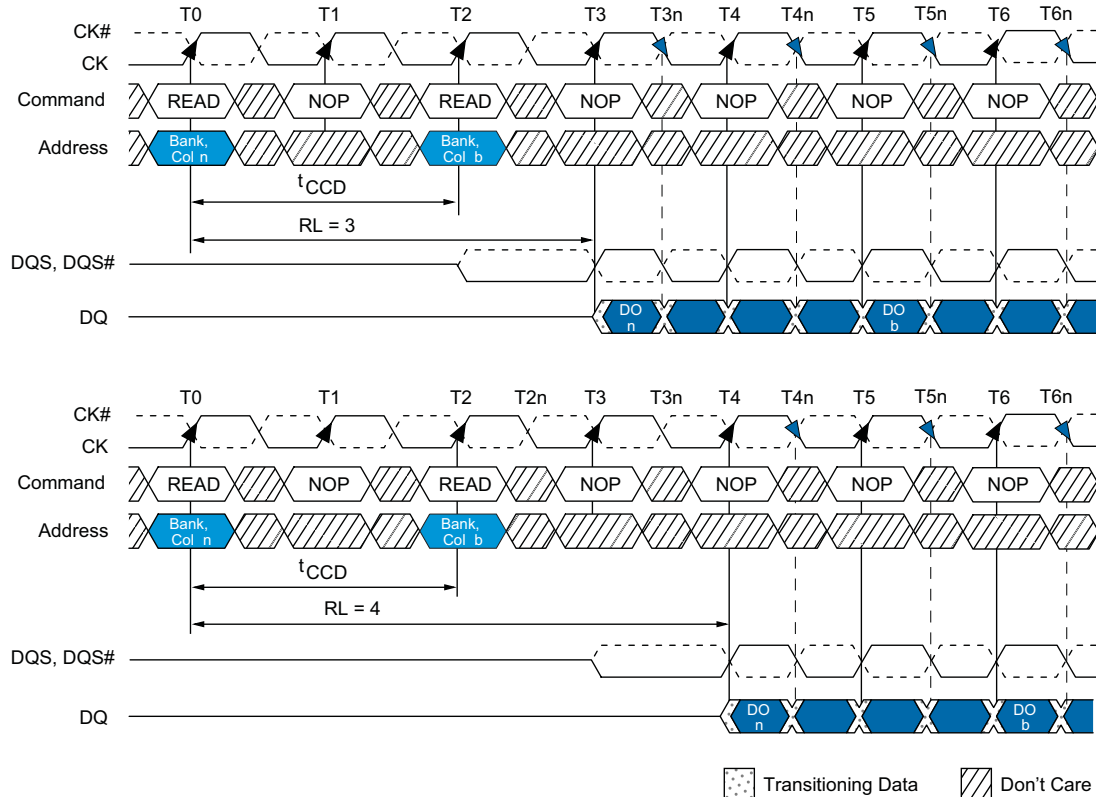 T0 T1 T2 T3 T3n T4 T4n T5 T5n T6 T6n
CK#
CK
Command READ NOP READ NOP NOP NOP NOP
Address Bank, Col n Bank, Col b
tCCD
RL = 3
DQS, DQS#
DQ DO n DO b
T0 T1 T2 T2n T3 T3n T4 T4n T5 T5n T6 T6n
CK#
CK
Command READ NOP READ NOP NOP NOP NOP
Address Bank, Col n Bank, Col b
tCCD
RL = 4
DQS, DQS#
DQ DO n DO b
Transitioning Data Don't Care